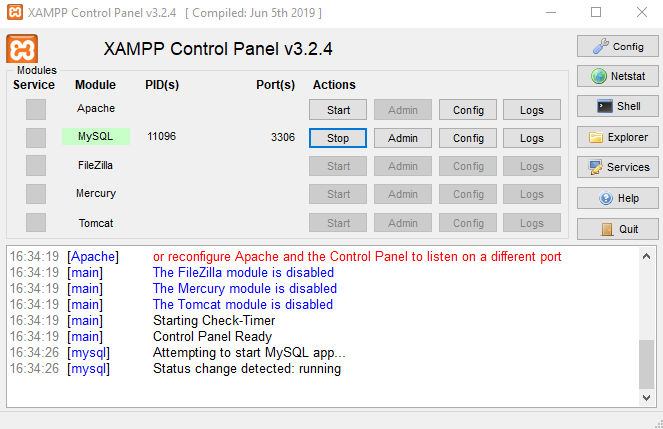 XAMPP Control Panel v3.2.4 [ Compiled: Jun 5th 2019 ]
XAMPP Control Panel v3.2.4
Config
Modules
Service Module PID(s) Port(s) Actions
Netstat
Apache Start Admin Config Logs
Shell
MySQL 11096 3306 Stop Admin Config Logs
Explorer
FileZilla Start Admin Config Logs
Services
Mercury Start Admin Config Logs
Help
Tomcat Start Admin Config Logs
Quit
16:34:19 [Apache] or reconfigure Apache and the Control Panel to listen on a different port
16:34:19 [main] The FileZilla module is disabled
16:34:19 [main] The Mercury module is disabled
16:34:19 [main] The Tomcat module is disabled
16:34:19 [main] Starting Check-Timer
16:34:19 [main] Control Panel Ready
16:34:26 [mysql] Attempting to start MySQL app...
16:34:26 [mysql] Status change detected: running